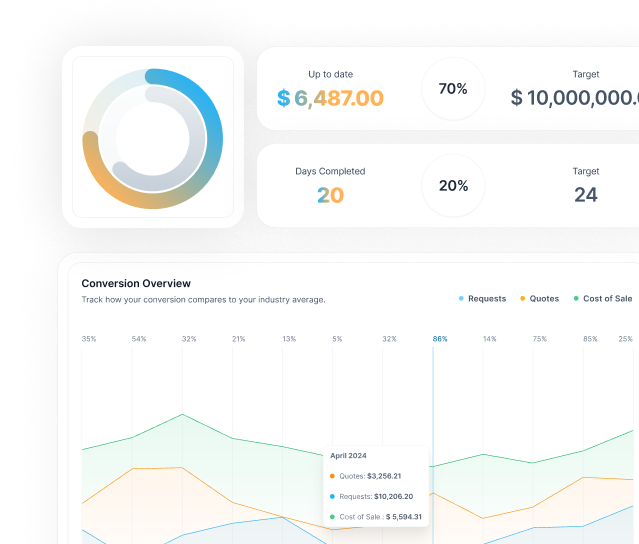 Up to date
$ 6,487.00
70%
Target
$ 10,000,000.
Days Completed
20
20%
Target
24
Conversion Overview
Track how your conversion compares to your industry average.
Requests
Quotes
Cost of Sale
35% 54% 32% 21% 13% 5% 32% 86% 14% 75% 85% 25%
April 2024
Quotes: $3,256.21
Requests: $10,206.20
Cost of Sale : $ 5,594.31